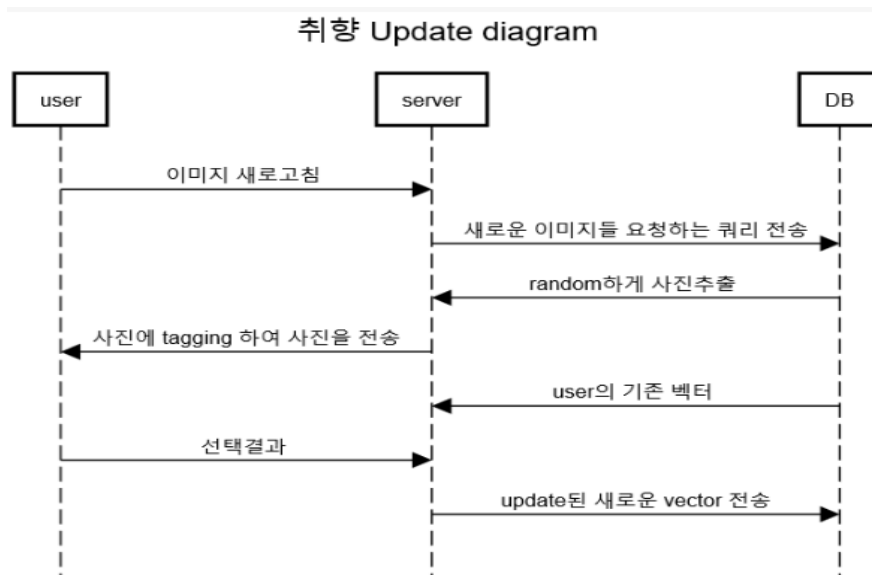 취향 Update diagram
user
server
DB
이미지 새로고침
새로운 이미지들 요청하는 쿼리 전송
random하게 사진추출
사진에 tagging 하여 사진을 전송
user의 기존 벡터
선택결과
update된 새로운 vector 전송